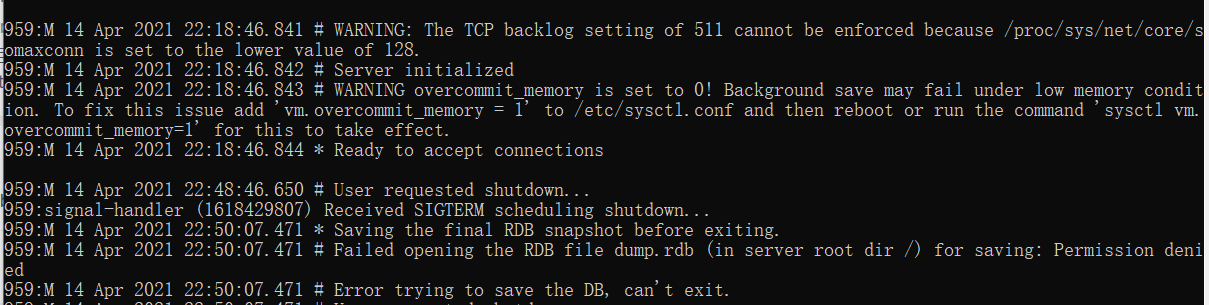 959:M 14 Apr 2021 22:18:46.841 # WARNING: The TCP backlog setting of 511 cannot be enforced because /proc/sys/net/core/s
omaxconn is set to the lower value of 128.
959:M 14 Apr 2021 22:18:46.842 # Server initialized
959:M 14 Apr 2021 22:18:46.843 # WARNING overcommit_memory is set to 0! Background save may fail under low memory condit
ion. To fix this issue add 'vm.overcommit_memory = 1' to /etc/sysctl.conf and then reboot or run the command 'sysctl vm.
overcommit_memory=1' for this to take effect.
959:M 14 Apr 2021 22:18:46.844 * Ready to accept connections
959:M 14 Apr 2021 22:48:46.650 # User requested shutdown...
959:signal-handler (1618429807) Received SIGTERM scheduling shutdown...
959:M 14 Apr 2021 22:50:07.471 * Saving the final RDB snapshot before exiting.
959:M 14 Apr 2021 22:50:07.471 # Failed opening the RDB file dump.rdb (in server root dir /) for saving: Permission deni
ed
959:M 14 Apr 2021 22:50:07.471 # Error trying to save the DB, can't exit.